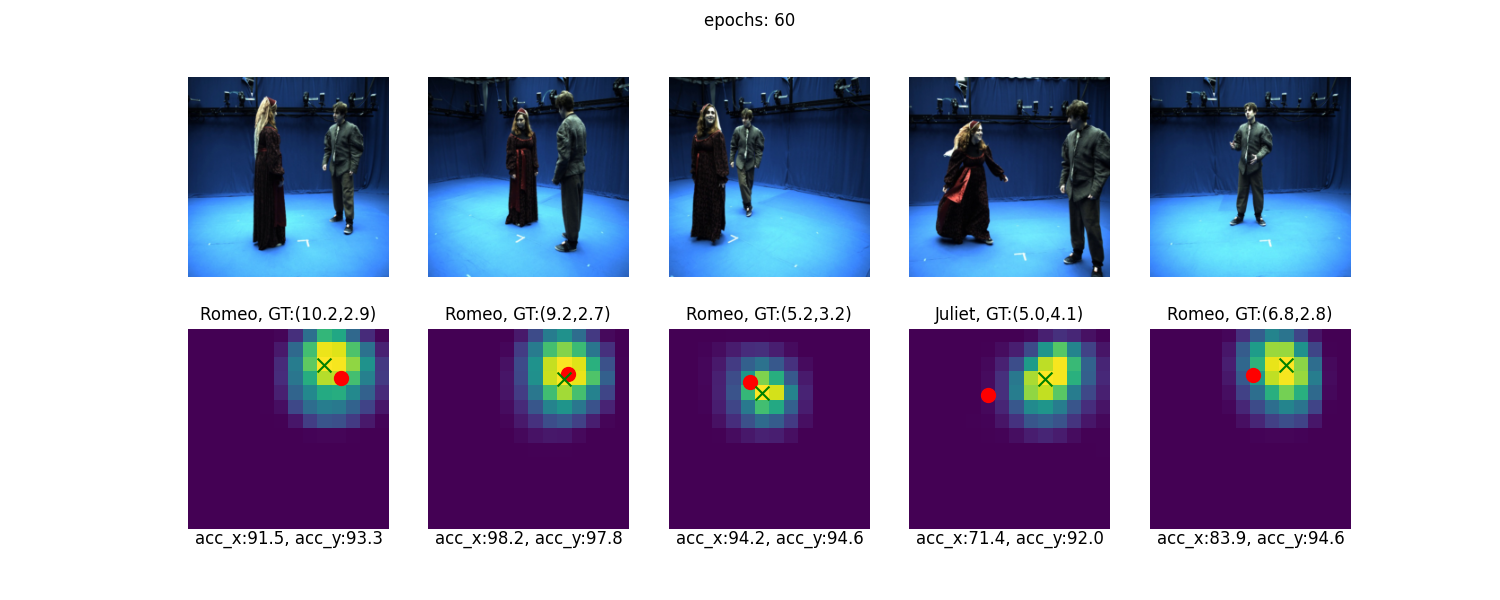 epochs: 60
Romeo, GT:(10.2,2.9)
Romeo, GT:(9.2,2.7)
Romeo, GT:(5.2,3.2)
Juliet, GT:(5.0,4.1)
Romeo, GT:(6.8,2.8)
acc_x:91.5, acc_y:93.3
acc_x:98.2, acc_y:97.8
acc_x:94.2, acc_y:94.6
acc_x:71.4, acc_y:92.0
acc_x:83.9, acc_y:94.6